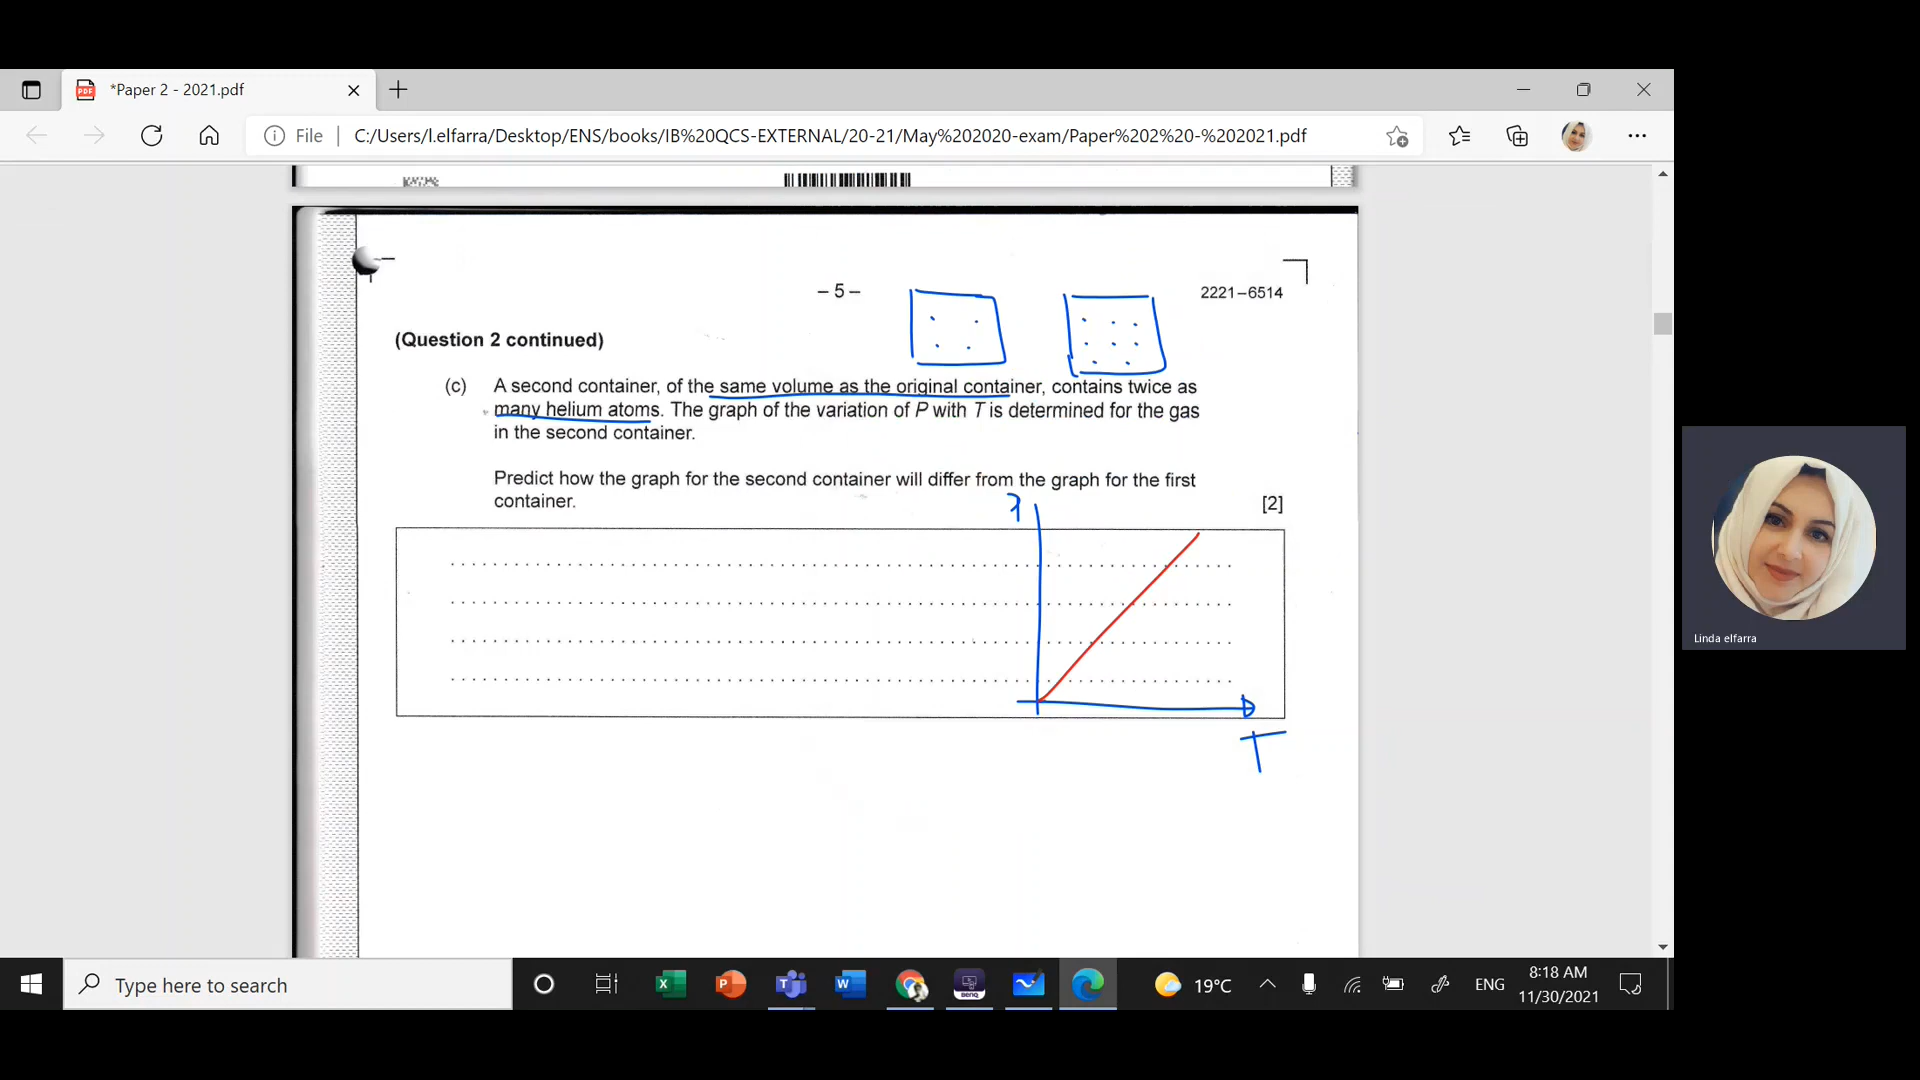 *Paper 2 - 2021.pdf
File
C:/Users/l.elfarra/Desktop/ENS/books/IB%20QCS-EXTERNAL/20-21/May%202020-exam/Paper%202%20-%202021.pdf
– 5 –
2221–6514
(Question 2 continued)
(c) A second container, of the same volume as the original container, contains twice as
many helium atoms. The graph of the variation of P with T is determined for the gas
in the second container.
Predict how the graph for the second container will differ from the graph for the first
container.
[2]
P
T
Linda elfarra
Type here to search
19°C
ENG
8:18 AM
11/30/2021